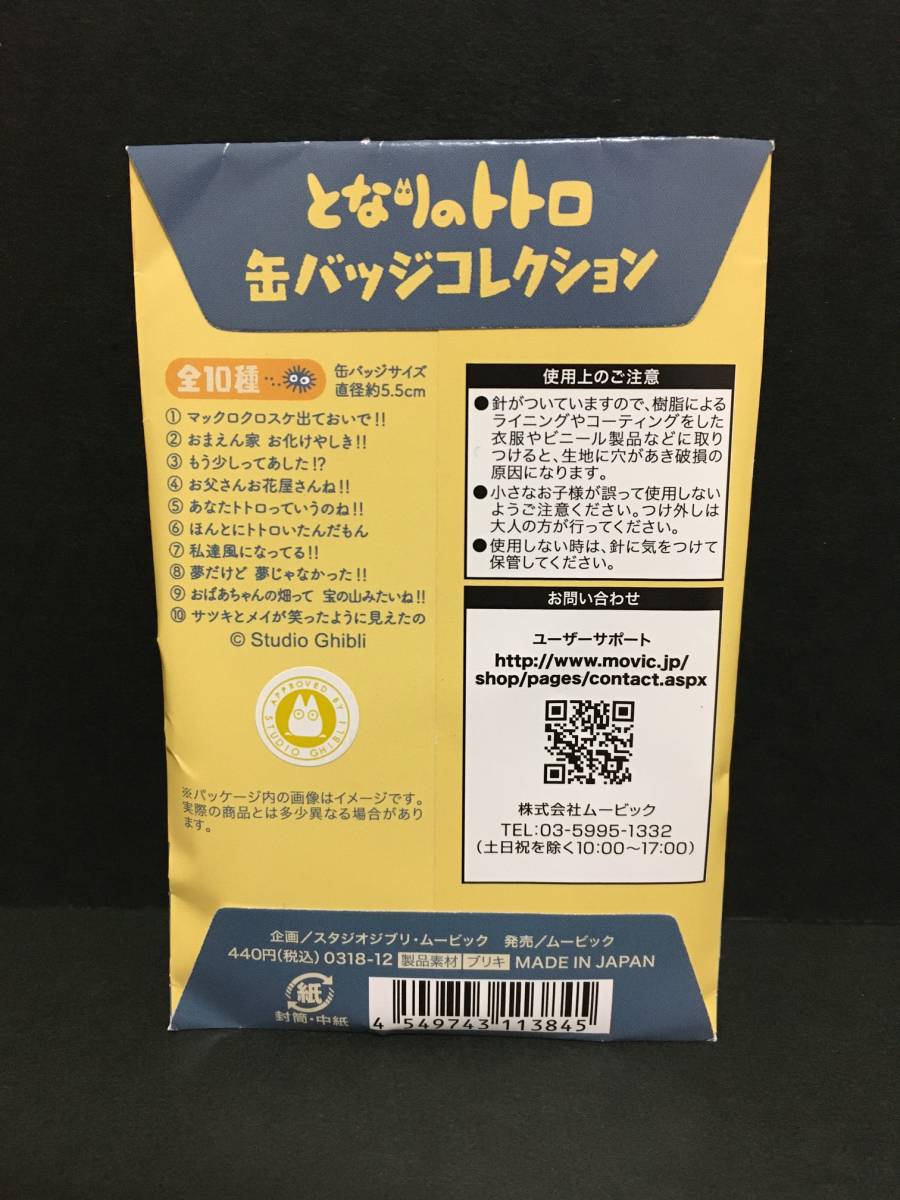 となりのトトロ
缶バッジコレクション
全10種
缶バッジサイズ
直径約5.5cm
① マックロクロスケ出ておいで!!
② おまえん家 お化けやしき!!
③ もう少しってあした!?
④ お父さんお花屋さんね!!
⑤ あなたトトロっていうのね!!
⑥ ほんとにトトロいたんだもん
⑦ 私達風になってる!!
⑧ 夢だけど 夢じゃなかった!!
⑨ おばあちゃんの畑って 宝の山みたいね!!
⑩ サツキとメイが笑ったように見えたの
© Studio Ghibli
APPROVED BY
STUDIO GHIBLI
※パッケージ内の画像はイメージです。
実際の商品とは多少異なる場合があり
ます。
使用上のご注意
●針がついていますので、樹脂による
ライニングやコーティングをした
衣服やビニール製品などに取り
つけると、生地に穴があき破損の
原因になります。
●小さなお子様が誤って使用しない
ようご注意ください。つけ外しは
大人の方が行ってください。
●使用しない時は、針に気をつけて
保管してください。
お問い合わせ
ユーザーサポート
http://www.movic.jp/
shop/pages/contact.aspx
株式会社ムービック
TEL:03-5995-1332
(土日祝を除く10:00〜17:00)
企画/スタジオジブリ・ムービック 発売/ムービック
440円(税込) 0318-12 製品素材 ブリキ MADE IN JAPAN
紙
封筒・中紙
4 549743 113845